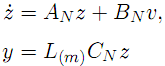 ż = A_N z + B_N v,
y = L_(m) C_N z